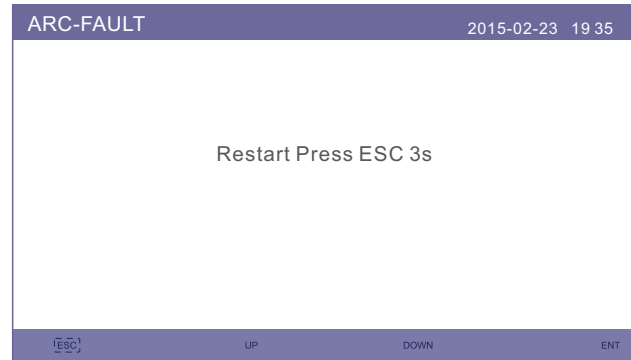 ARC-FAULT 2015-02-23 19 35
Restart Press ESC 3s
ESC UP DOWN ENT